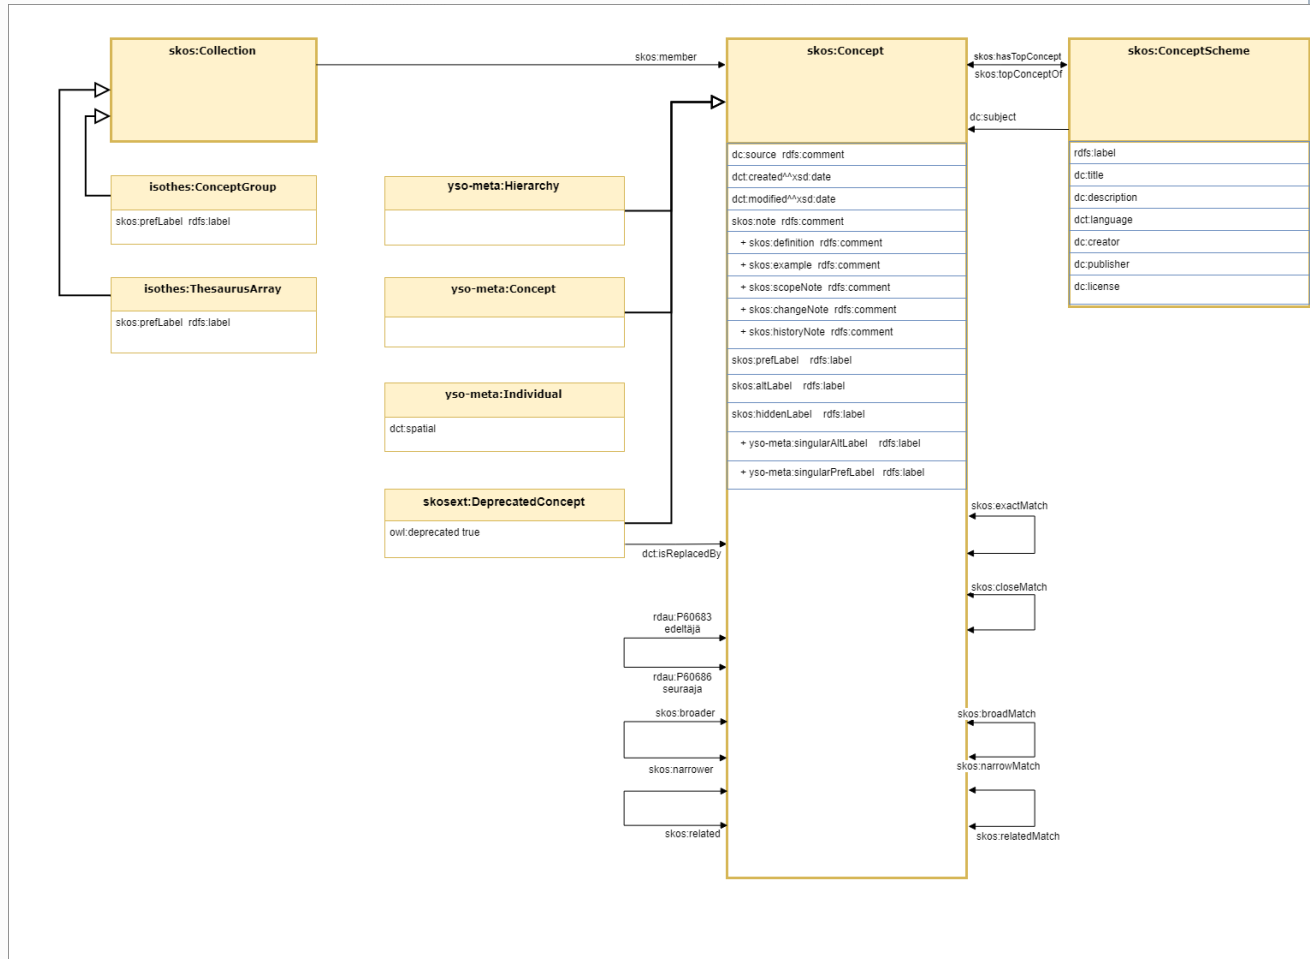 skos:Collection
skos:member
skos:Concept
skos:hasTopConcept
skos:topConceptOf
skos:ConceptScheme
dc:subject
isothes:ConceptGroup
skos:prefLabel rdfs:label
isothes:ThesaurusArray
skos:prefLabel rdfs:label
yso-meta:Hierarchy
yso-meta:Concept
yso-meta:Individual
dct:spatial
skosext:DeprecatedConcept
owl:deprecated true
dct:isReplacedBy
dc:source rdfs:comment
dct:created^^xsd:date
dct:modified^^xsd:date
skos:note rdfs:comment
+ skos:definition rdfs:comment
+ skos:example rdfs:comment
+ skos:scopeNote rdfs:comment
+ skos:changeNote rdfs:comment
+ skos:historyNote rdfs:comment
skos:prefLabel rdfs:label
skos:altLabel rdfs:label
skos:hiddenLabel rdfs:label
+ yso-meta:singularAltLabel rdfs:label
+ yso-meta:singularPrefLabel rdfs:label
rdfs:label
dc:title
dc:description
dct:language
dc:creator
dc:publisher
dc:license
rdau:P60683
edeltäjä
rdau:P60686
seuraaja
skos:broader
skos:narrower
skos:related
skos:exactMatch
skos:closeMatch
skos:broadMatch
skos:narrowMatch
skos:relatedMatch